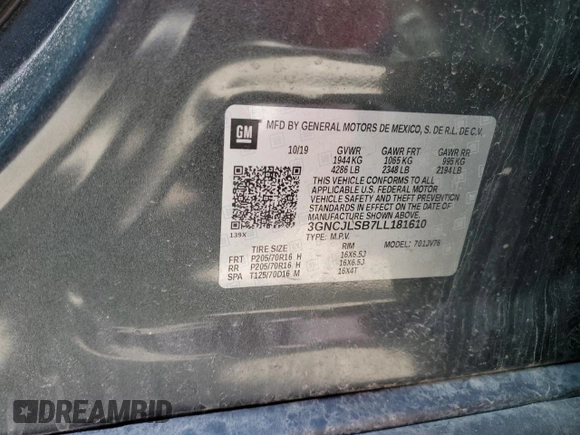 GM
MFD BY GENERAL MOTORS DE MEXICO, S. DE R.L. DE C.V.
10/19 GVWR GAWR FRT GAWR RR
1944 KG 1065 KG 995 KG
4286 LB 2348 LB 2194 LB
THIS VEHICLE CONFORMS TO ALL
APPLICABLE U.S. FEDERAL MOTOR
VEHICLE SAFETY AND THEFT PREVENTION
STANDARDS IN EFFECT ON THE DATE OF
MANUFACTURE SHOWN ABOVE.
3GNCJLSB7LL181610
139X TYPE: M.P.V. MODEL: 7O1JV76
TIRE SIZE RIM
FRT P205/70R16 H 16X6.5J
RR P205/70R16 H 16X6.5J
SPA T125/70D16 M 16X4T
DREAMBID